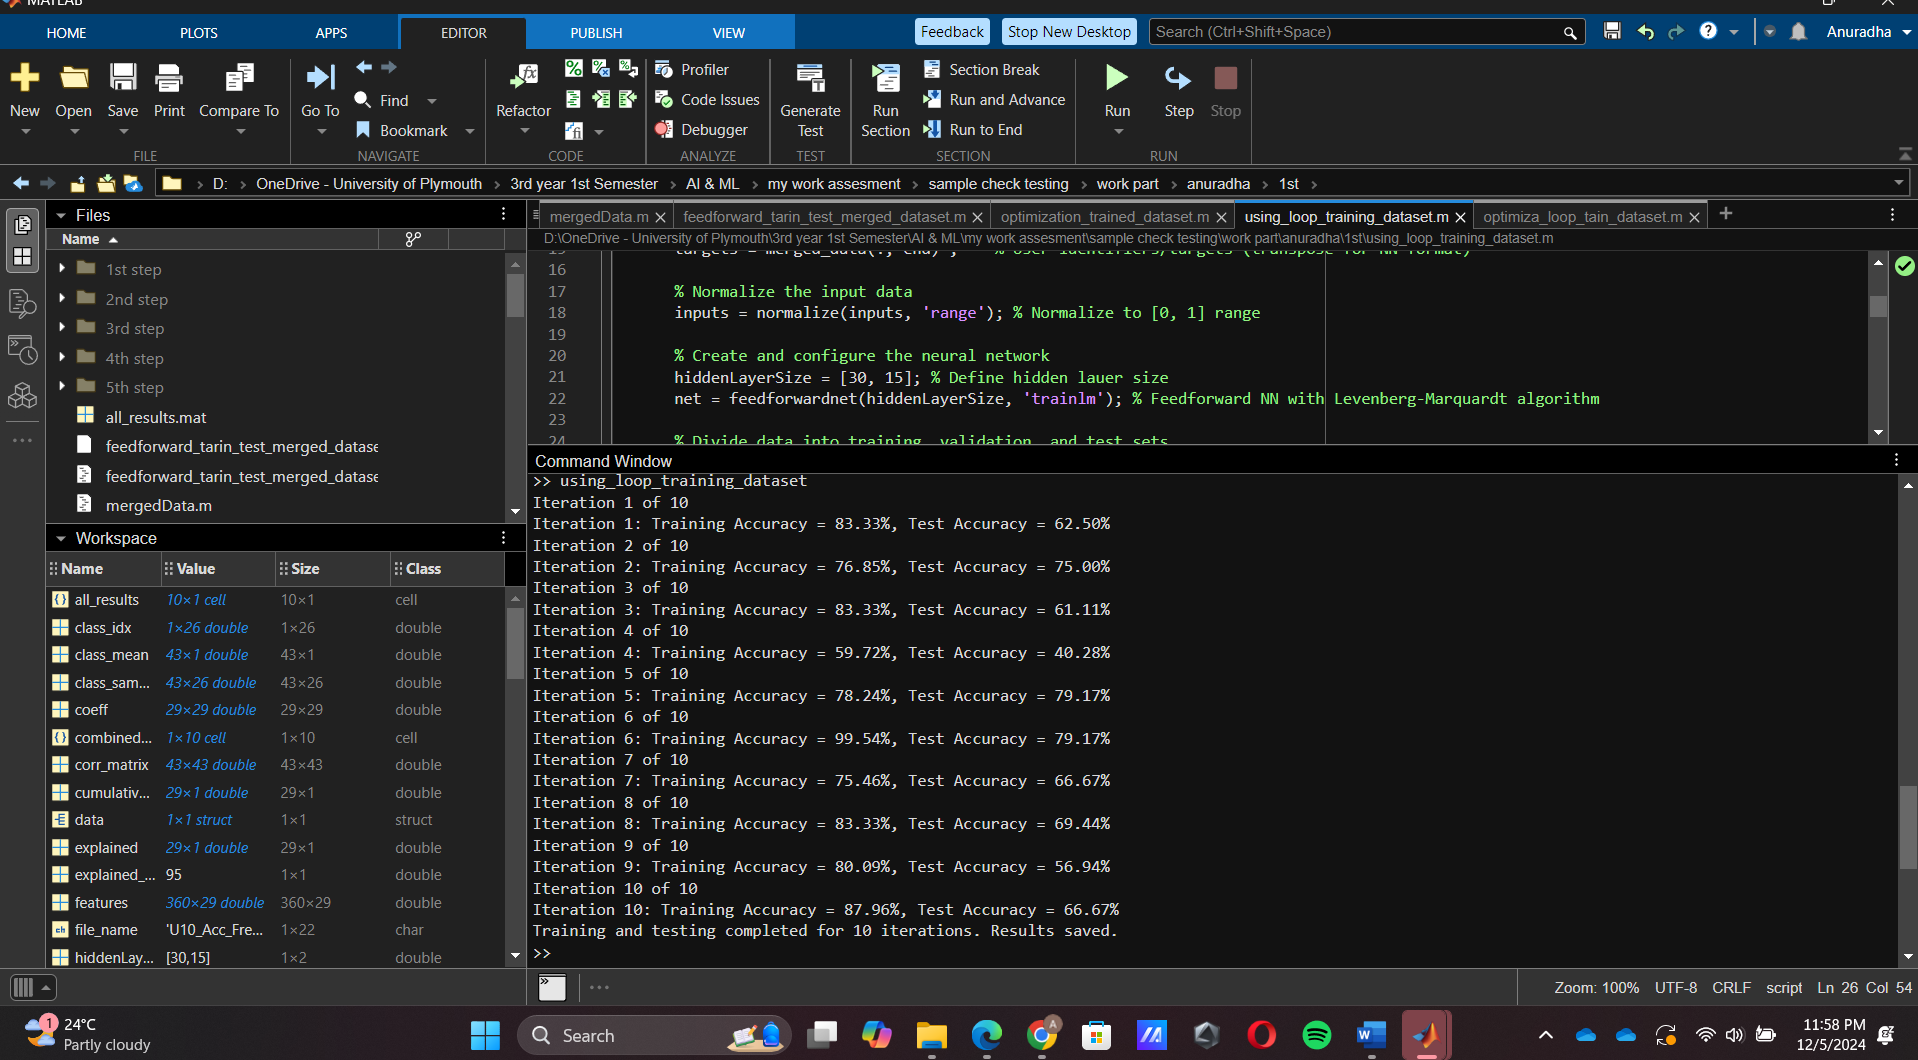 MATLAB
HOME PLOTS APPS EDITOR PUBLISH VIEW Feedback Stop New Desktop Search (Ctrl+Shift+Space) Anuradha
New Open Save Print Compare To
FILE
Go To Find Bookmark
NAVIGATE
Refactor
CODE
Profiler
Code Issues
Debugger
ANALYZE
Generate Test
TEST
Run Section
Section Break
Run and Advance
Run to End
SECTION
Run Step Stop
RUN
D: › OneDrive - University of Plymouth › 3rd year 1st Semester › AI & ML › my work assesment › sample check testing › work part › anuradha › 1st ›
Files
Name
1st step
2nd step
3rd step
4th step
5th step
all_results.mat
feedforward_tarin_test_merged_datase
feedforward_tarin_test_merged_datase
mergedData.m
Workspace
Name Value Size Class
all_results 10×1 cell 10×1 cell
class_idx 1×26 double 1×26 double
class_mean 43×1 double 43×1 double
class_sam... 43×26 double 43×26 double
coeff 29×29 double 29×29 double
combined... 1×10 cell 1×10 cell
corr_matrix 43×43 double 43×43 double
cumulativ... 29×1 double 29×1 double
data 1×1 struct 1×1 struct
explained 29×1 double 29×1 double
explained_... 95 1×1 double
features 360×29 double 360×29 double
file_name 'U10_Acc_Fre... 1×22 char
hiddenLay... [30,15] 1×2 double
mergedData.m feedforward_tarin_test_merged_dataset.m optimization_trained_dataset.m using_loop_training_dataset.m optimiza_loop_tain_dataset.m
D:\OneDrive - University of Plymouth\3rd year 1st Semester\AI & ML\my work assesment\sample check testing\work part\anuradha\1st\using_loop_training_dataset.m
15 targets = merged_data(:, end)'; % User identifiers/targets (transpose for NN format)
16
17 % Normalize the input data
18 inputs = normalize(inputs, 'range'); % Normalize to [0, 1] range
19
20 % Create and configure the neural network
21 hiddenLayerSize = [30, 15]; % Define hidden lauer size
22 net = feedforwardnet(hiddenLayerSize, 'trainlm'); % Feedforward NN with Levenberg-Marquardt algorithm
23
24 % Divide data into training, validation, and test sets
Command Window
>> using_loop_training_dataset
Iteration 1 of 10
Iteration 1: Training Accuracy = 83.33%, Test Accuracy = 62.50%
Iteration 2 of 10
Iteration 2: Training Accuracy = 76.85%, Test Accuracy = 75.00%
Iteration 3 of 10
Iteration 3: Training Accuracy = 83.33%, Test Accuracy = 61.11%
Iteration 4 of 10
Iteration 4: Training Accuracy = 59.72%, Test Accuracy = 40.28%
Iteration 5 of 10
Iteration 5: Training Accuracy = 78.24%, Test Accuracy = 79.17%
Iteration 6 of 10
Iteration 6: Training Accuracy = 99.54%, Test Accuracy = 79.17%
Iteration 7 of 10
Iteration 7: Training Accuracy = 75.46%, Test Accuracy = 66.67%
Iteration 8 of 10
Iteration 8: Training Accuracy = 83.33%, Test Accuracy = 69.44%
Iteration 9 of 10
Iteration 9: Training Accuracy = 80.09%, Test Accuracy = 56.94%
Iteration 10 of 10
Iteration 10: Training Accuracy = 87.96%, Test Accuracy = 66.67%
Training and testing completed for 10 iterations. Results saved.
>>
Zoom: 100% UTF-8 CRLF script Ln 26 Col 54
1 24°C
Partly cloudy
Search
11:58 PM
12/5/2024